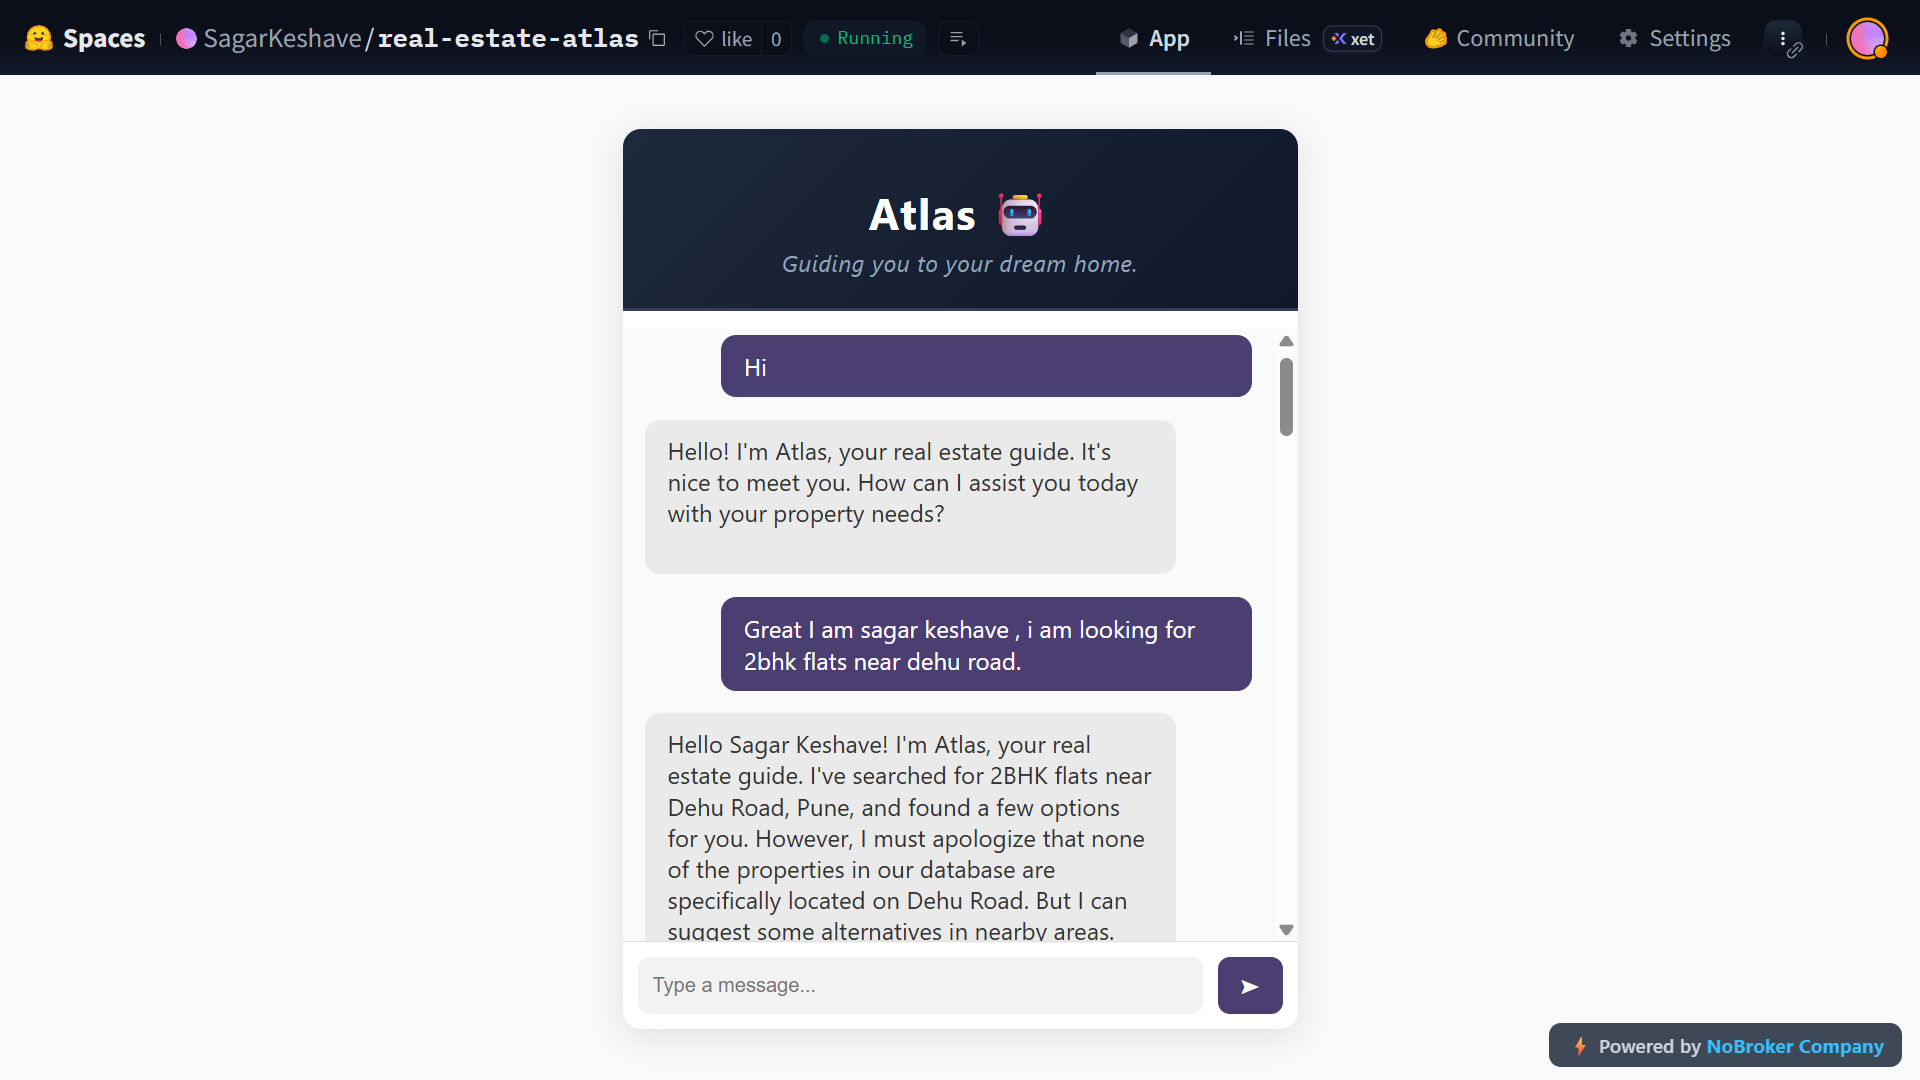 Spaces
SagarKeshave/real-estate-atlas
like 0
Running
App
Files
xet
Community
Settings
Atlas
Guiding you to your dream home.
Hi
Hello! I'm Atlas, your real estate guide. It's
nice to meet you. How can I assist you today
with your property needs?
Great I am sagar keshave , i am looking for
2bhk flats near dehu road.
Hello Sagar Keshave! I'm Atlas, your real
estate guide. I've searched for 2BHK flats near
Dehu Road, Pune, and found a few options
for you. However, I must apologize that none
of the properties in our database are
specifically located on Dehu Road. But I can
suggest some alternatives in nearby areas.
Type a message...
Powered by NoBroker Company